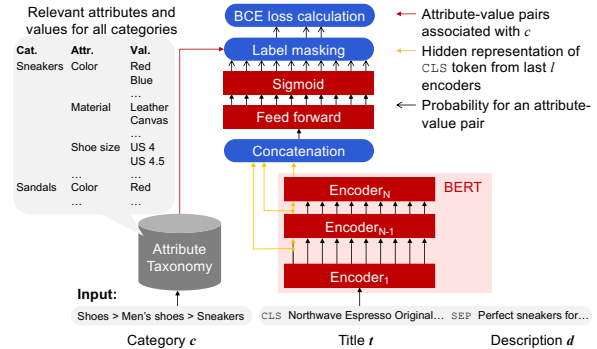 Relevant attributes and
values for all categories
Cat. Attr. Val.
Sneakers Color Red
Blue
...
Material Leather
Canvas
...
Shoe size US 4
US 4.5
... ...
Sandals Color Red
... ...
Attribute
Taxonomy
Input:
Shoes > Men's shoes > Sneakers
Category c
BCE loss calculation
Label masking
Sigmoid
Feed forward
Concatenation
BERT
EncoderN
EncoderN-1
Encoder1
CLS Northwave Espresso Original... SEP Perfect sneakers for...
Title t
Description d
Attribute-value pairs
associated with c
Hidden representation of
CLS token from last l
encoders
Probability for an attribute-
value pair